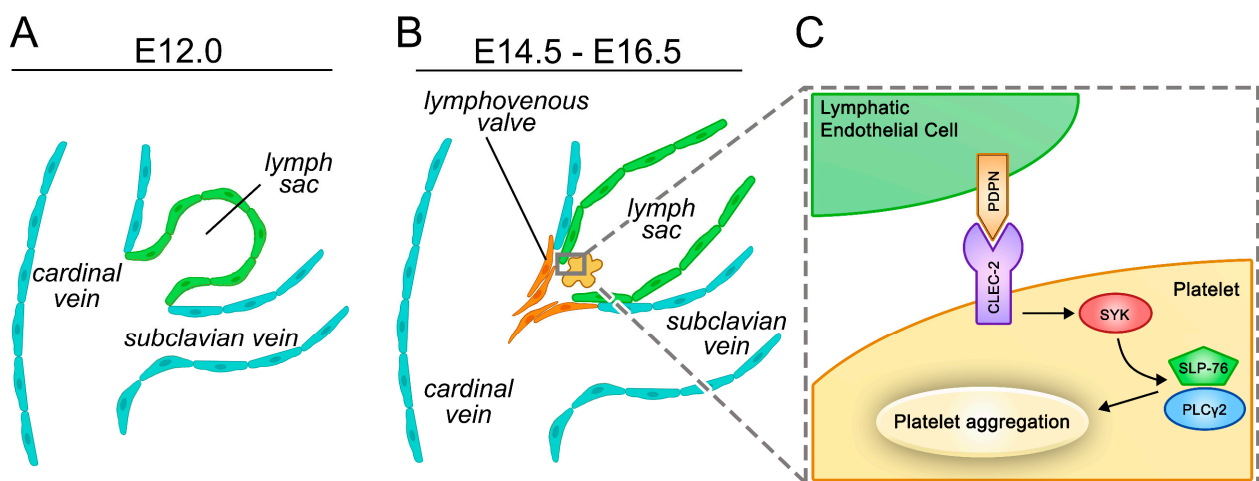 A
E12.0
lymph
sac
cardinal
vein
subclavian vein
B
E14.5 - E16.5
lymphovenous
valve
lymph
sac
subclavian
vein
cardinal
vein
C
Lymphatic
Endothelial Cell
PDPN
CLEC-2
Platelet
SYK
SLP-76
PLCγ2
Platelet aggregation